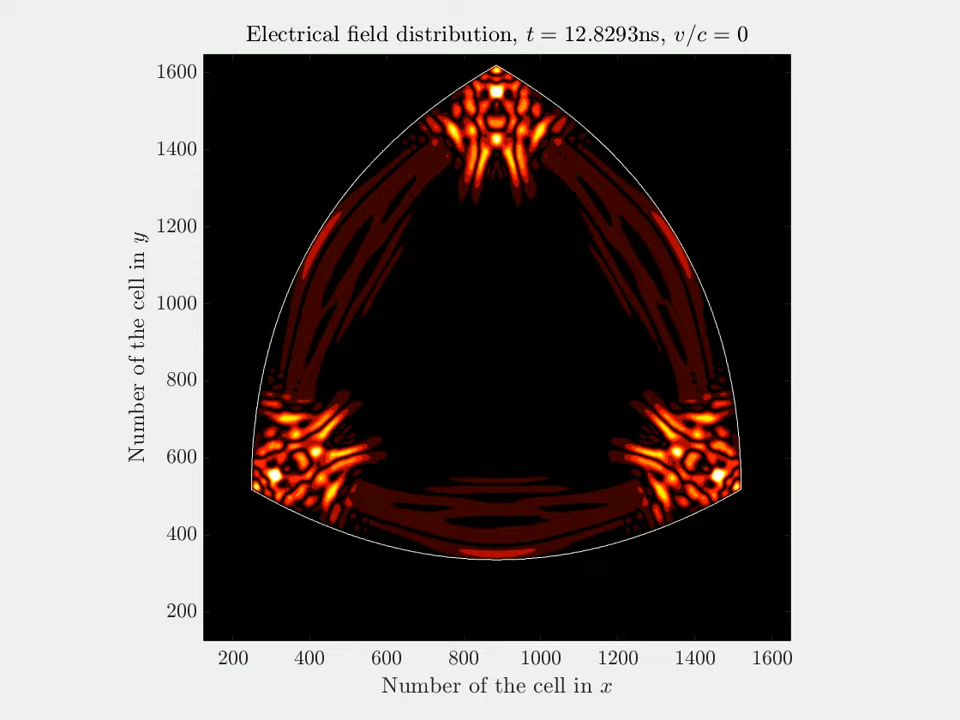 Electrical field distribution, t = 12.8293ns, v/c = 0
1600
1400
1200
1000
800
600
400
200
Number of the cell in y
200 400 600 800 1000 1200 1400 1600
Number of the cell in x